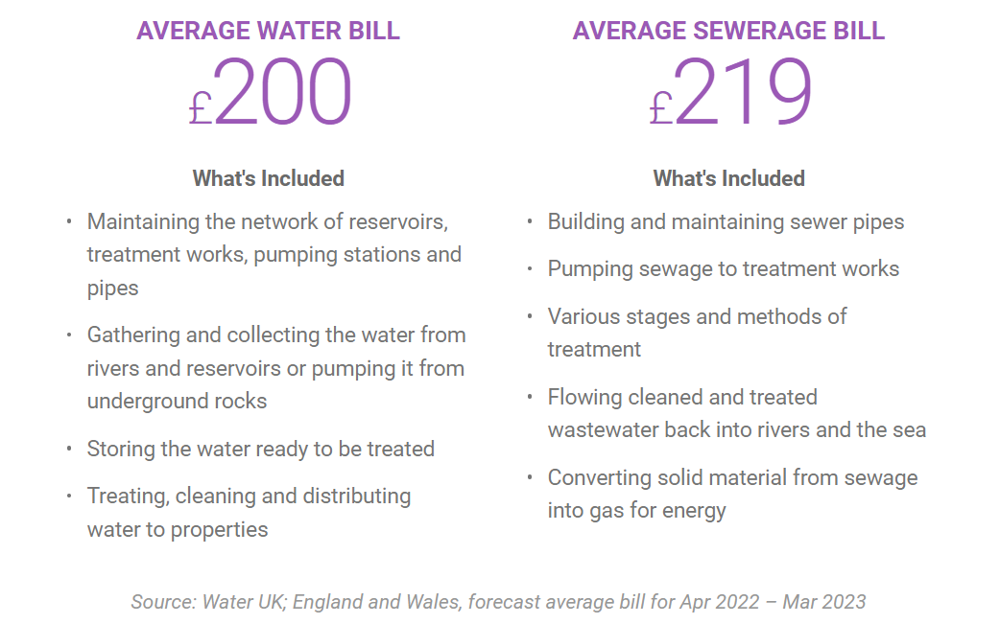 AVERAGE WATER BILL
£200
What's Included
• Maintaining the network of reservoirs,
treatment works, pumping stations and
pipes
• Gathering and collecting the water from
rivers and reservoirs or pumping it from
underground rocks
• Storing the water ready to be treated
• Treating, cleaning and distributing
water to properties
AVERAGE SEWERAGE BILL
£219
What's Included
• Building and maintaining sewer pipes
• Pumping sewage to treatment works
• Various stages and methods of
treatment
• Flowing cleaned and treated
wastewater back into rivers and the sea
• Converting solid material from sewage
into gas for energy
Source: Water UK; England and Wales, forecast average bill for Apr 2022 – Mar 2023